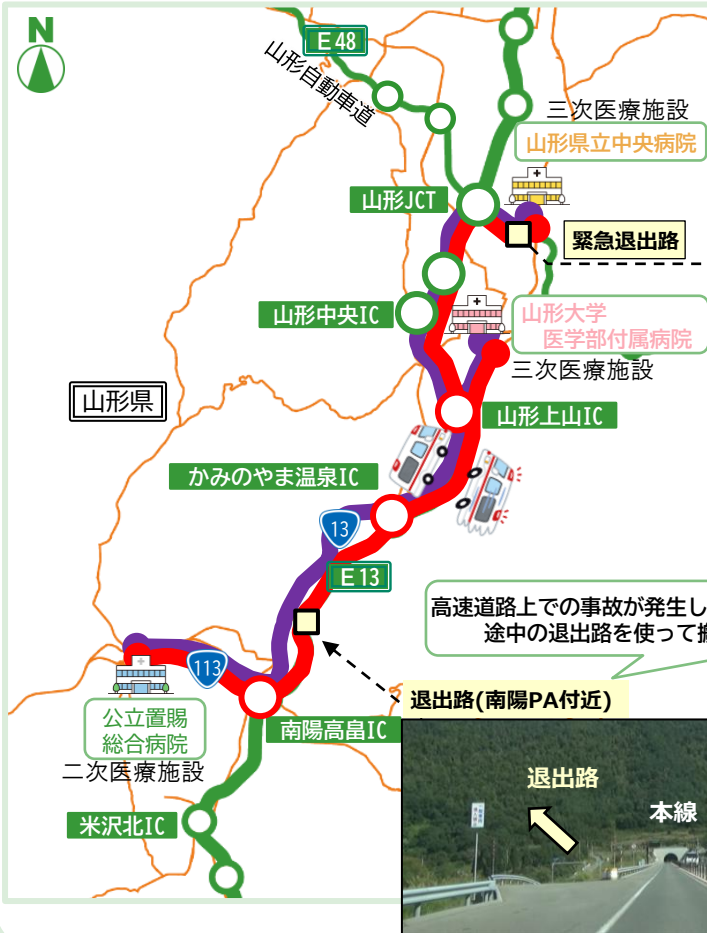 N
E48
山形自動車道
三次医療施設
山形県立中央病院
山形JCT
緊急退出路
山形中央IC
山形大学
医学部付属病院
三次医療施設
山形県
山形上山IC
かみのやま温泉IC
13
E13
高速道路上での事故が発生し
途中の退出路を使って搬
113
退出路(南陽PA付近)
公立置賜
総合病院
南陽高畠IC
二次医療施設
退出路
本線
米沢北IC